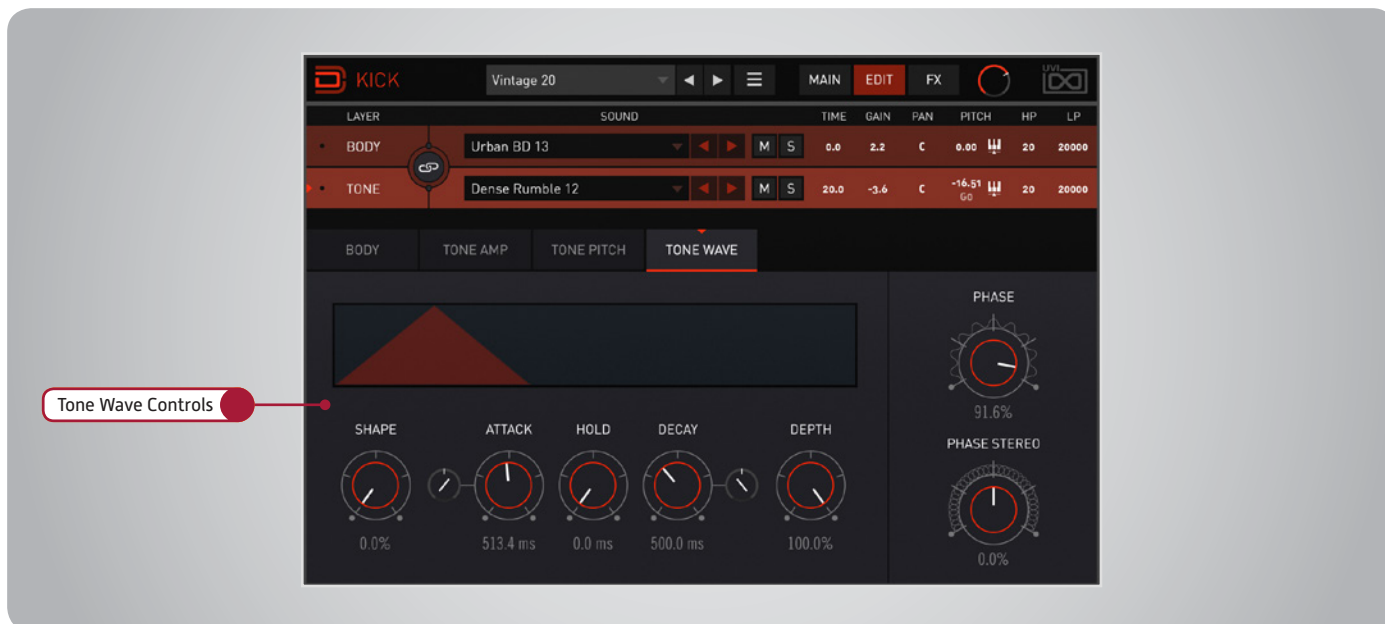 KICK Vintage 20 MAIN EDIT FX UVI
LAYER SOUND TIME GAIN PAN PITCH HP LP
BODY Urban BD 13 M S 0.0 2.2 C 0.00 20 20000
TONE Dense Rumble 12 M S 20.0 -3.6 C -16.51 20 20000
G0
BODY TONE AMP TONE PITCH TONE WAVE
PHASE
91.6%
Tone Wave Controls
SHAPE ATTACK HOLD DECAY DEPTH
0.0% 513.4 ms 0.0 ms 500.0 ms 100.0%
PHASE STEREO
0.0%